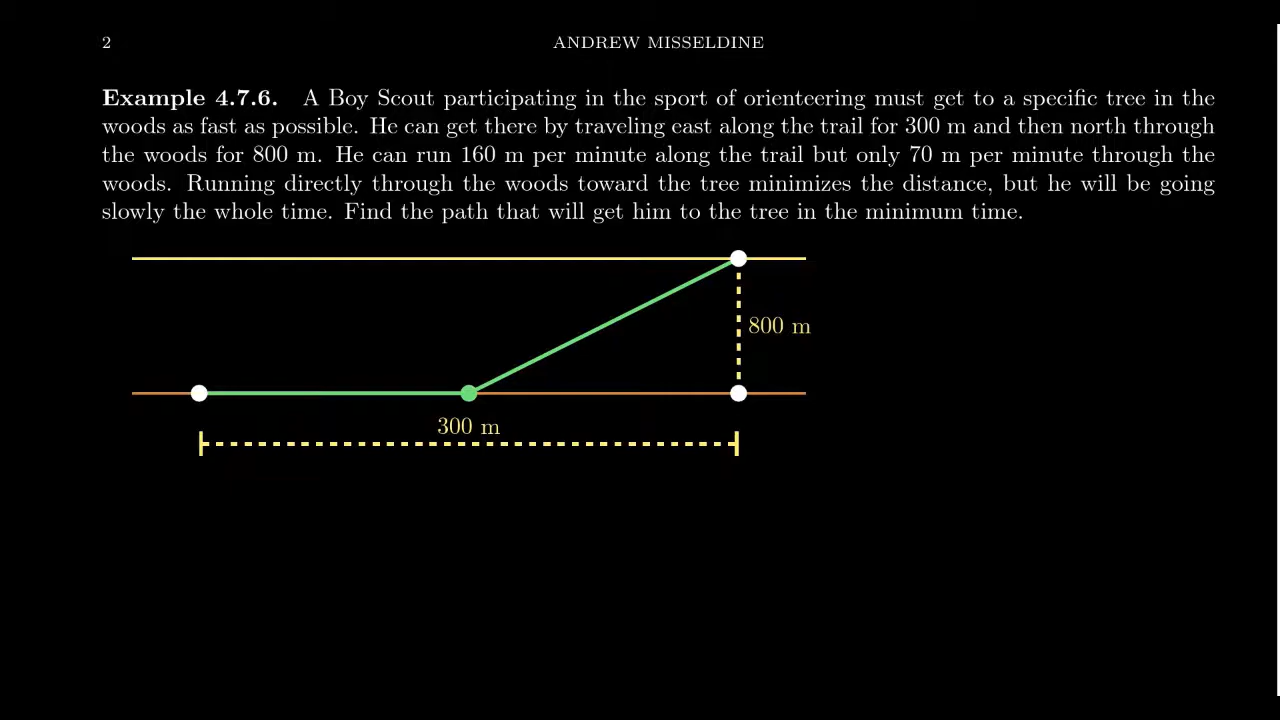 2
ANDREW MISSELDINE
Example 4.7.6. A Boy Scout participating in the sport of orienteering must get to a specific tree in the
woods as fast as possible. He can get there by traveling east along the trail for 300 m and then north through
the woods for 800 m. He can run 160 m per minute along the trail but only 70 m per minute through the
woods. Running directly through the woods toward the tree minimizes the distance, but he will be going
slowly the whole time. Find the path that will get him to the tree in the minimum time.
800 m
300 m